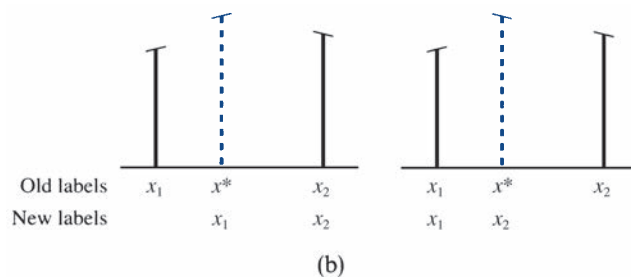 Old labels x₁ x* x₂ x₁ x* x₂
New labels x₁ x₂ x₁ x₂
(b)